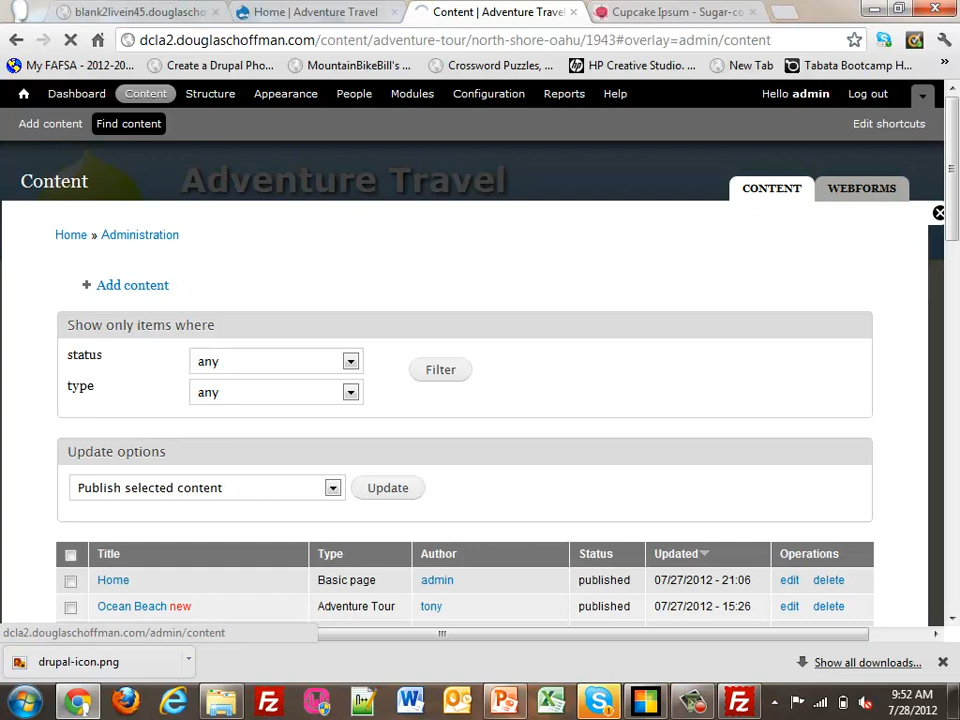 blank2livein45.douglascho
Home | Adventure Travel
Content | Adventure Travel
Cupcake Ipsum - Sugar-co
dcla2.douglaschoffman.com/content/adventure-tour/north-shore-oahu/1943#overlay=admin/content
My FAFSA - 2012-20...
Create a Drupal Pho...
MountainBikeBill's ...
Crossword Puzzles, ...
HP Creative Studio. ...
New Tab
Tabata Bootcamp H...
Dashboard Content Structure Appearance People Modules Configuration Reports Help Hello admin Log out
Add content Find content Edit shortcuts
Adventure Travel
Content
CONTENT WEBFORMS
Home » Administration
Add content
Show only items where
status any
Filter
type any
Update options
Publish selected content Update
Title Type Author Status Updated Operations
Home Basic page admin published 07/27/2012 - 21:06 edit delete
Ocean Beach new Adventure Tour tony published 07/27/2012 - 15:26 edit delete
dcla2.douglaschoffman.com/admin/content
drupal-icon.png
Show all downloads...
9:52 AM
7/28/2012